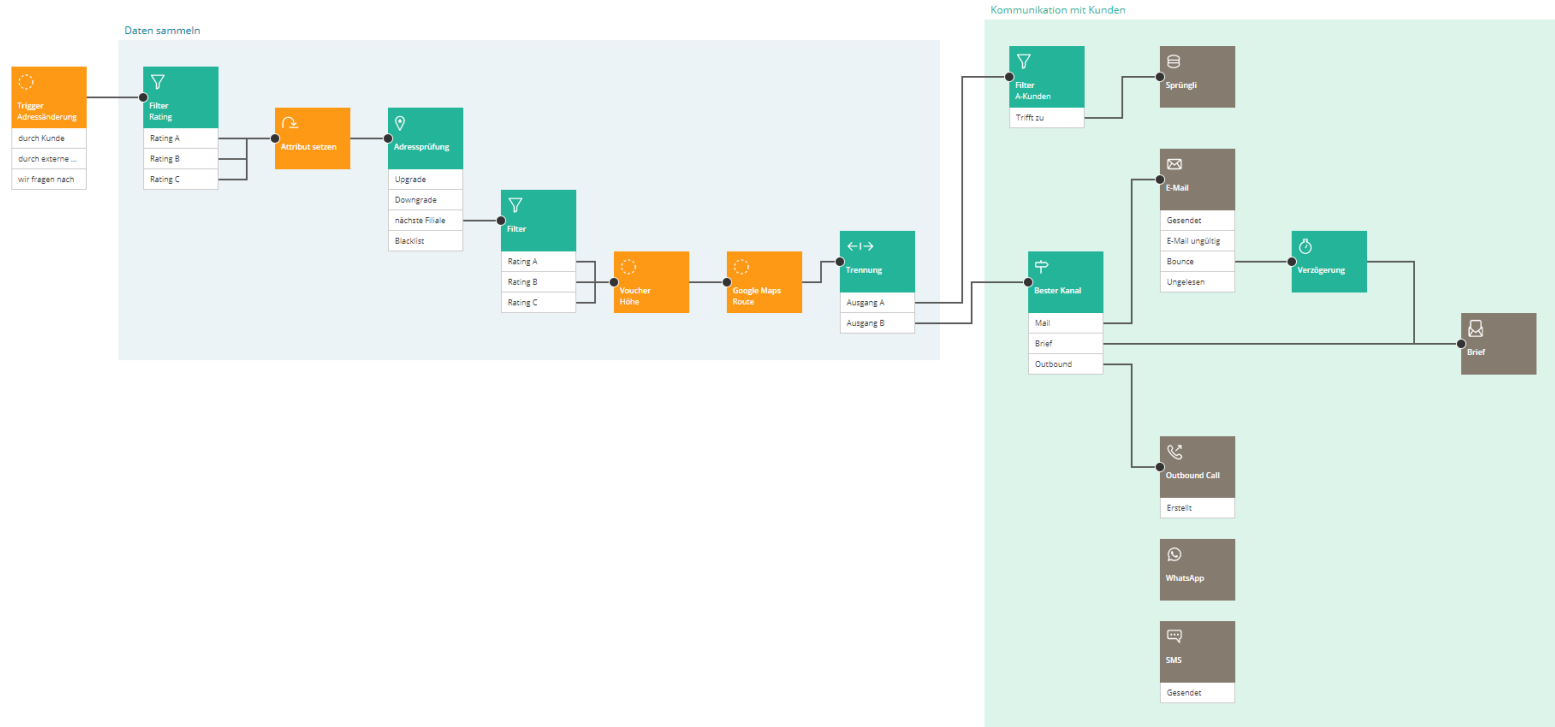 Daten sammeln
Trigger
Adressänderung
durch Kunde
durch externe ...
wir fragen nach
Filter
Rating
Rating A
Rating B
Rating C
Attribut setzen
Adressprüfung
Upgrade
Downgrade
nächste Filiale
Blacklist
Filter
Rating A
Rating B
Rating C
Voucher
Höhe
Google Maps
Route
Trennung
Ausgang A
Ausgang B
Kommunikation mit Kunden
Filter
A-Kunden
Trifft zu
Sprüngli
Bester Kanal
Mail
Brief
Outbound
E-Mail
Gesendet
E-Mail ungültig
Bounce
Ungelesen
Verzögerung
Brief
Outbound Call
Erstellt
WhatsApp
SMS
Gesendet